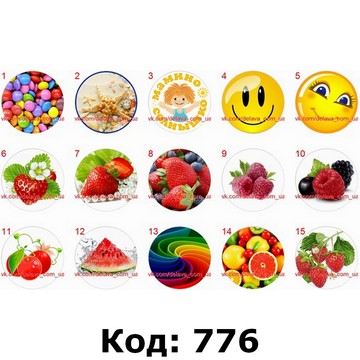 1 2 3 4 5
МАМИНО
СОЛНЫШКО
vk.com/delava_com_ua vk.com/delava_com_ua vk.com/delava_com_ua vk.com/delava_com_ua vk.com/delava_com_ua
6 7 8 9 10
vk.com/delava_com_ua vk.com/delava_com_ua vk.com/delava_com_ua vk.com/delava_com_ua vk.com/delava_com_ua
11 12 13 14 15
vk.com/delava_com_ua vk.com/delava_com_ua vk.com/delava_com_ua vk.com/delava_com_ua vk.com/delava_com_ua
Код: 776